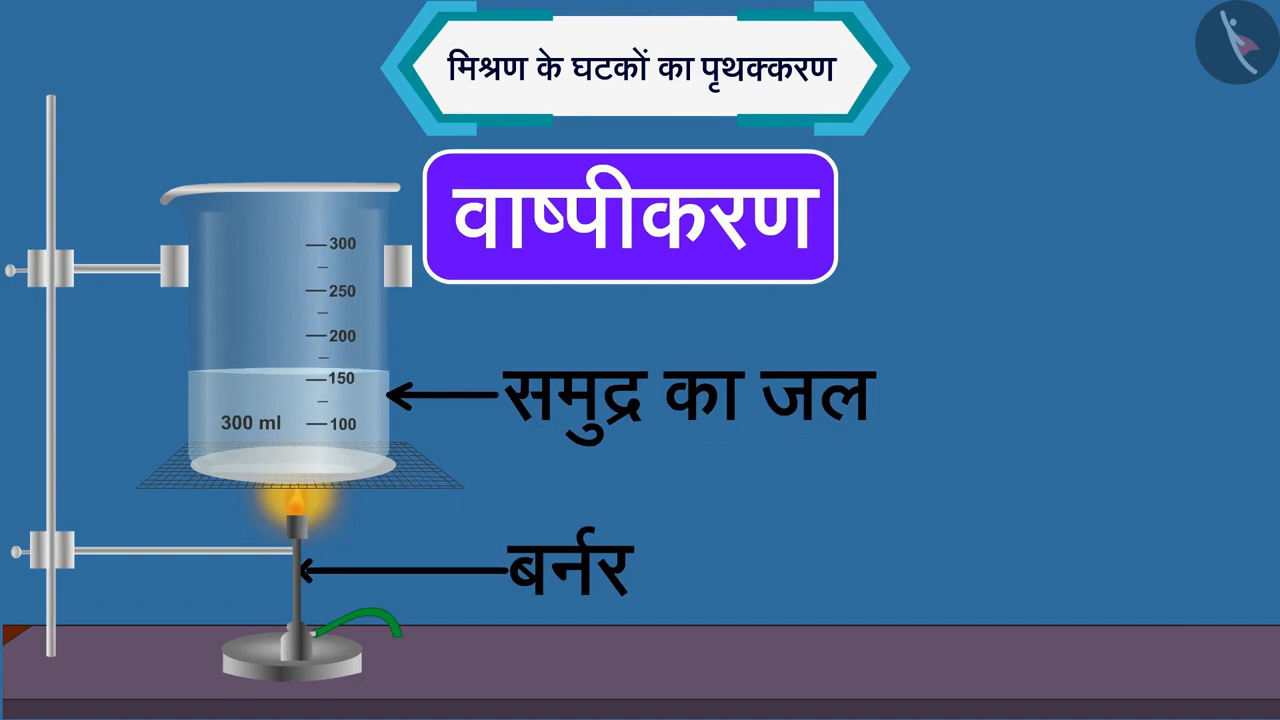 मिश्रण के घटकों का पृथक्करण
वाष्पीकरण
300
250
200
150
300 ml 100
समुद्र का जल
बर्नर